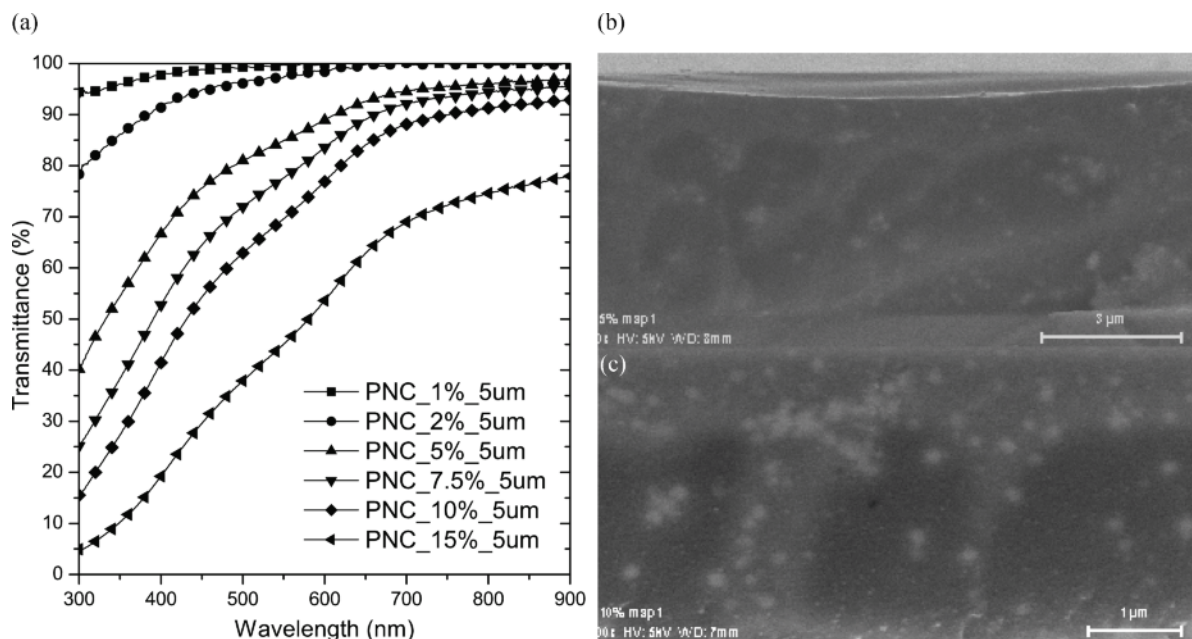 (a)
(b)
Transmittance (%)
100
90
80
70
60
50
40
30
20
10
0
300 400 500 600 700 800 900
Wavelength (nm)
PNC_1%_5um
PNC_2%_5um
PNC_5%_5um
PNC_7.5%_5um
PNC_10%_5um
PNC_15%_5um
5% map1
HV: 5kV WD: 8mm
3 µm
(c)
10% map1
HV: 5kV WD: 7mm
1 µm